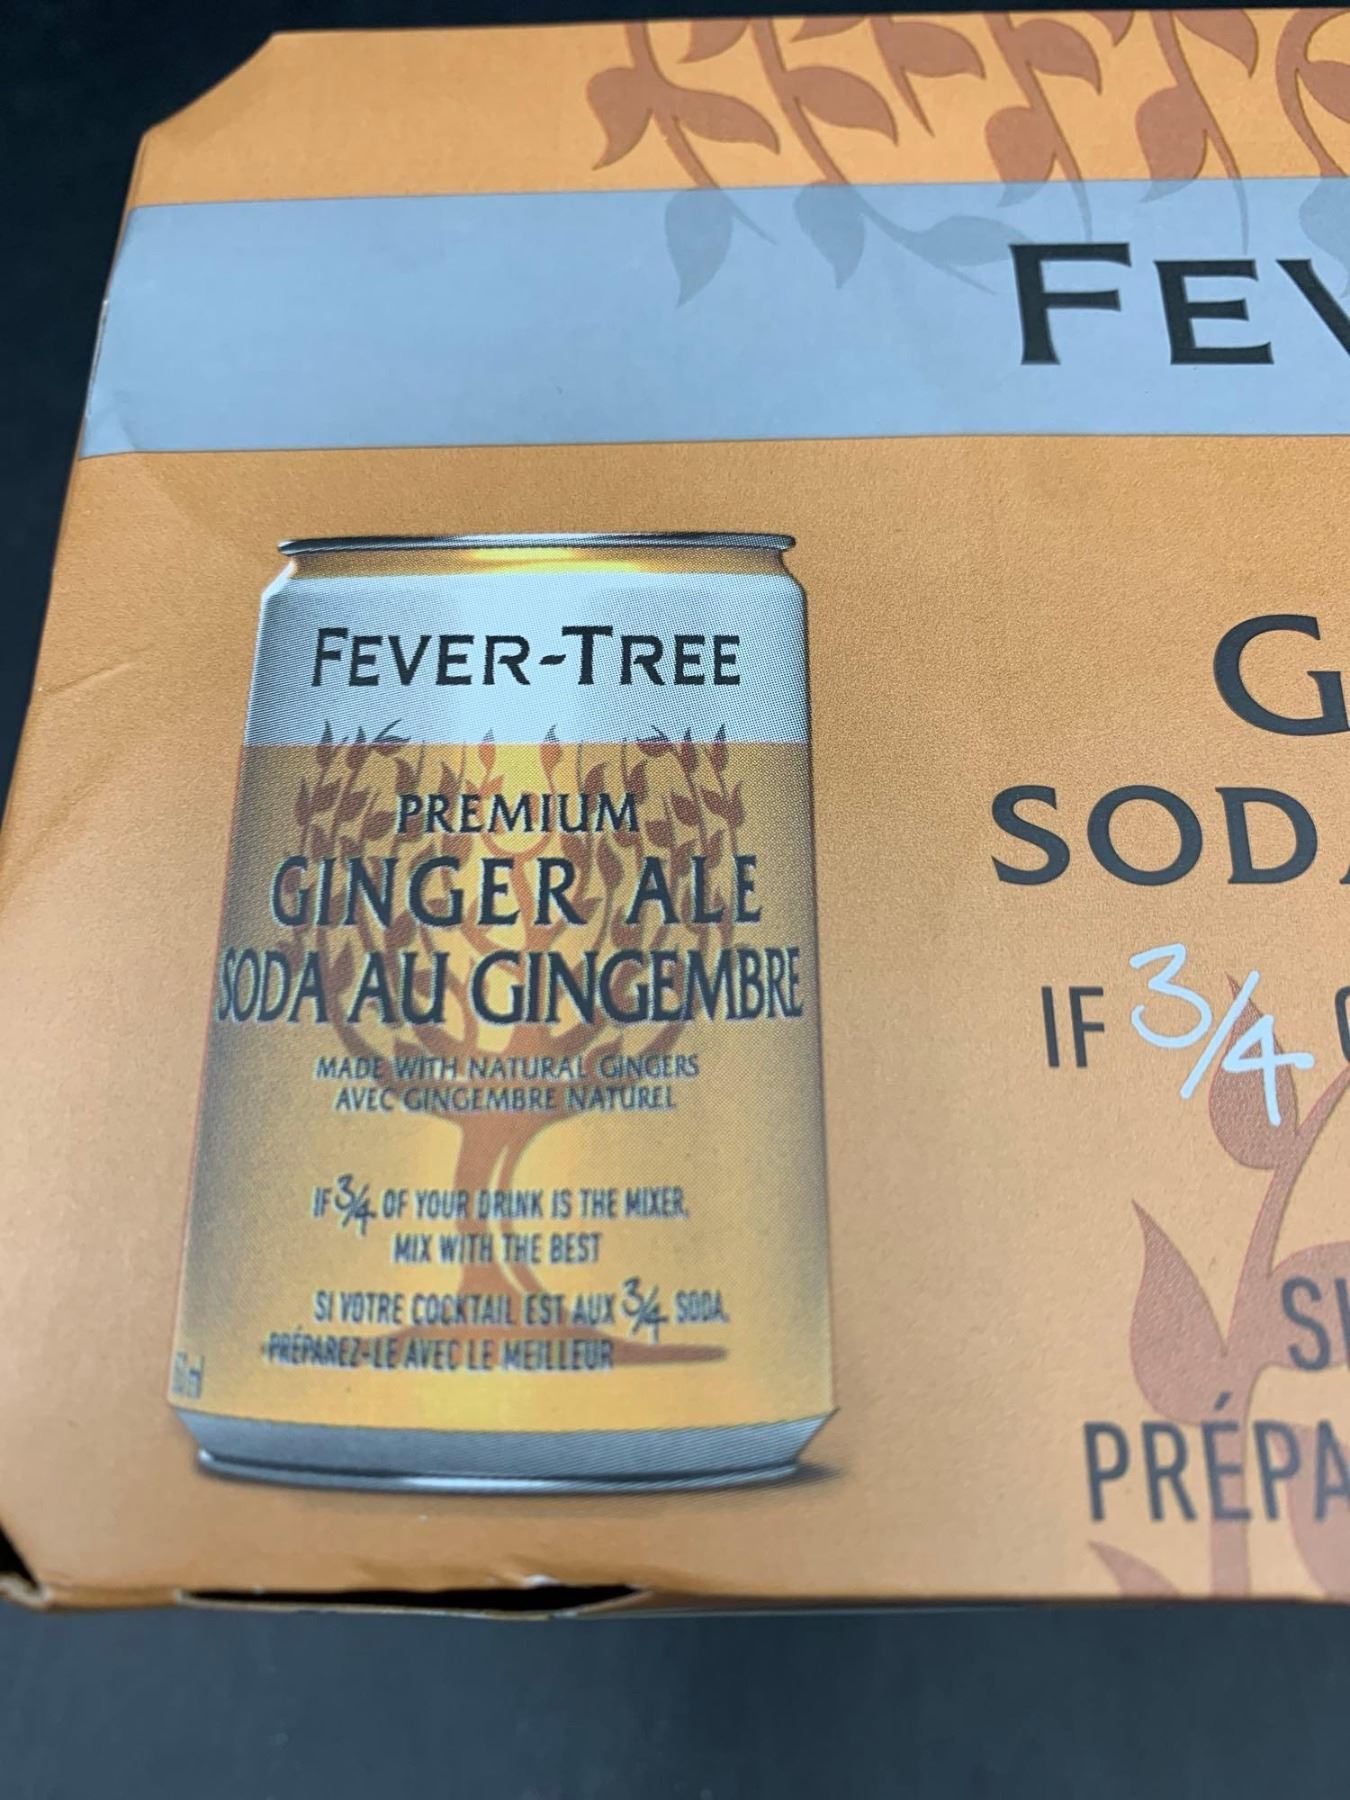 FEV
FEVER-TREE
PREMIUM
GINGER ALE
SODA AU GINGEMBRE
MADE WITH NATURAL GINGERS
AVEC GINGEMBRE NATUREL
IF 3/4 OF YOUR DRINK IS THE MIXER,
MIX WITH THE BEST
SI VOTRE COCKTAIL EST AUX 3/4 SODA,
PRÉPAREZ-LE AVEC LE MEILLEUR
G
SODA
IF 3/4
SI
PRÉPA